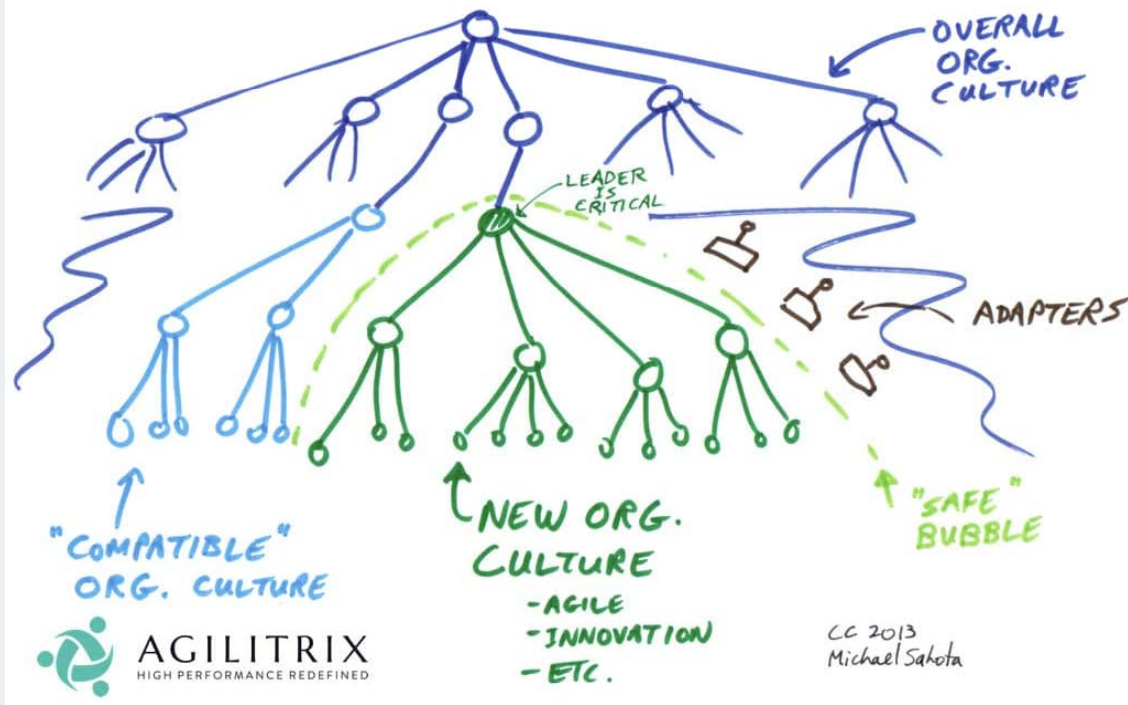 OVERALL
ORG.
CULTURE
LEADER
IS
CRITICAL
ADAPTERS
"SAFE"
BUBBLE
NEW ORG.
CULTURE
-AGILE
-INNOVATION
-ETC.
"COMPATIBLE"
ORG. CULTURE
AGILITRIX
HIGH PERFORMANCE REDEFINED
CC 2013
Michael Sahota